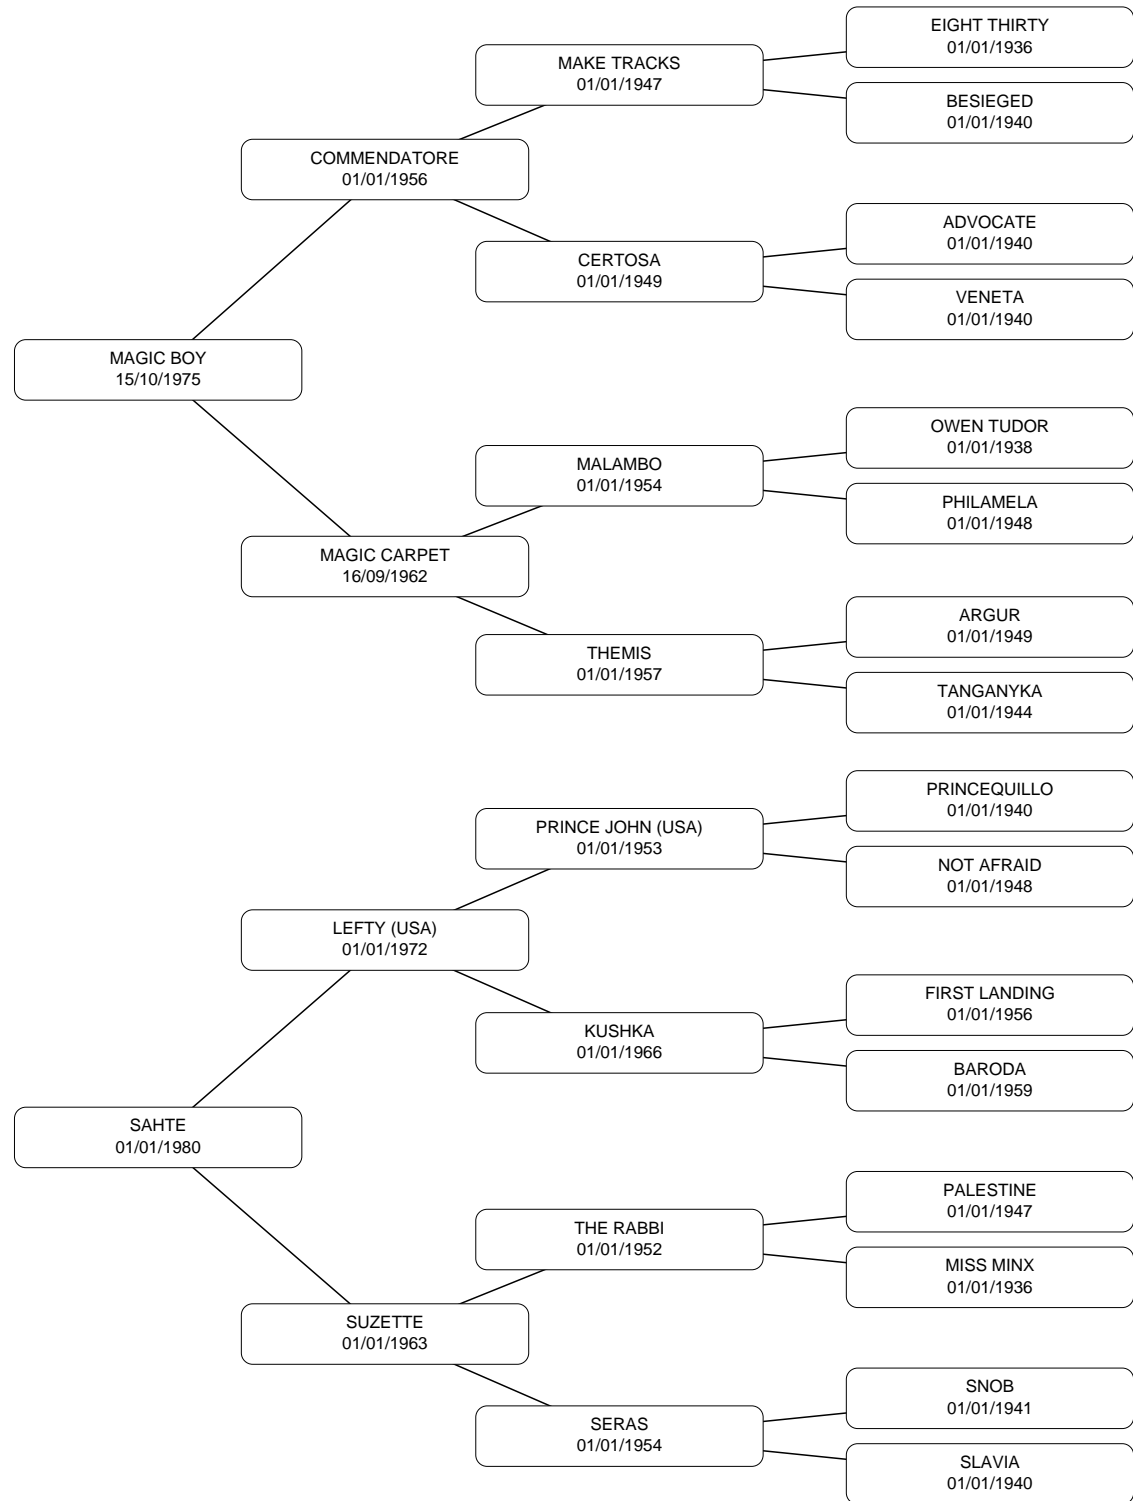 EIGHT THIRTY
01/01/1936
MAKE TRACKS
01/01/1947
BESIEGED
01/01/1940
COMMENDATORE
01/01/1956
ADVOCATE
01/01/1940
CERTOSA
01/01/1949
VENETA
01/01/1940
MAGIC BOY
15/10/1975
OWEN TUDOR
01/01/1938
MALAMBO
01/01/1954
PHILAMELA
01/01/1948
MAGIC CARPET
16/09/1962
ARGUR
01/01/1949
THEMIS
01/01/1957
TANGANYKA
01/01/1944
PRINCEQUILLO
01/01/1940
PRINCE JOHN (USA)
01/01/1953
NOT AFRAID
01/01/1948
LEFTY (USA)
01/01/1972
FIRST LANDING
01/01/1956
KUSHKA
01/01/1966
BARODA
01/01/1959
SAHTE
01/01/1980
PALESTINE
01/01/1947
THE RABBI
01/01/1952
MISS MINX
01/01/1936
SUZETTE
01/01/1963
SNOB
01/01/1941
SERAS
01/01/1954
SLAVIA
01/01/1940